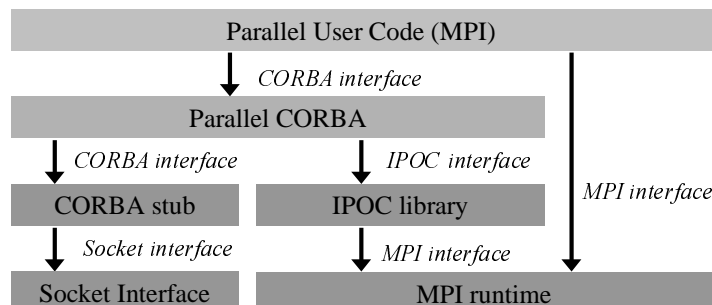 Parallel User Code (MPI)
CORBA interface
Parallel CORBA
CORBA interface
IPOC interface
MPI interface
CORBA stub
IPOC library
Socket interface
MPI interface
Socket Interface
MPI runtime